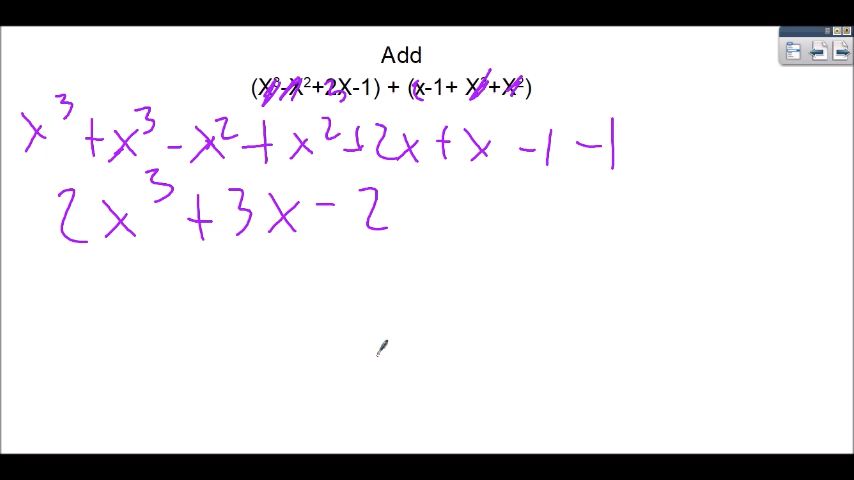 Add
(X³-X²+2X-1) + (x-1+ X³+X²)
x³ + x³ - x² + x² + 2x + x - 1 - 1
2x³ + 3x - 2